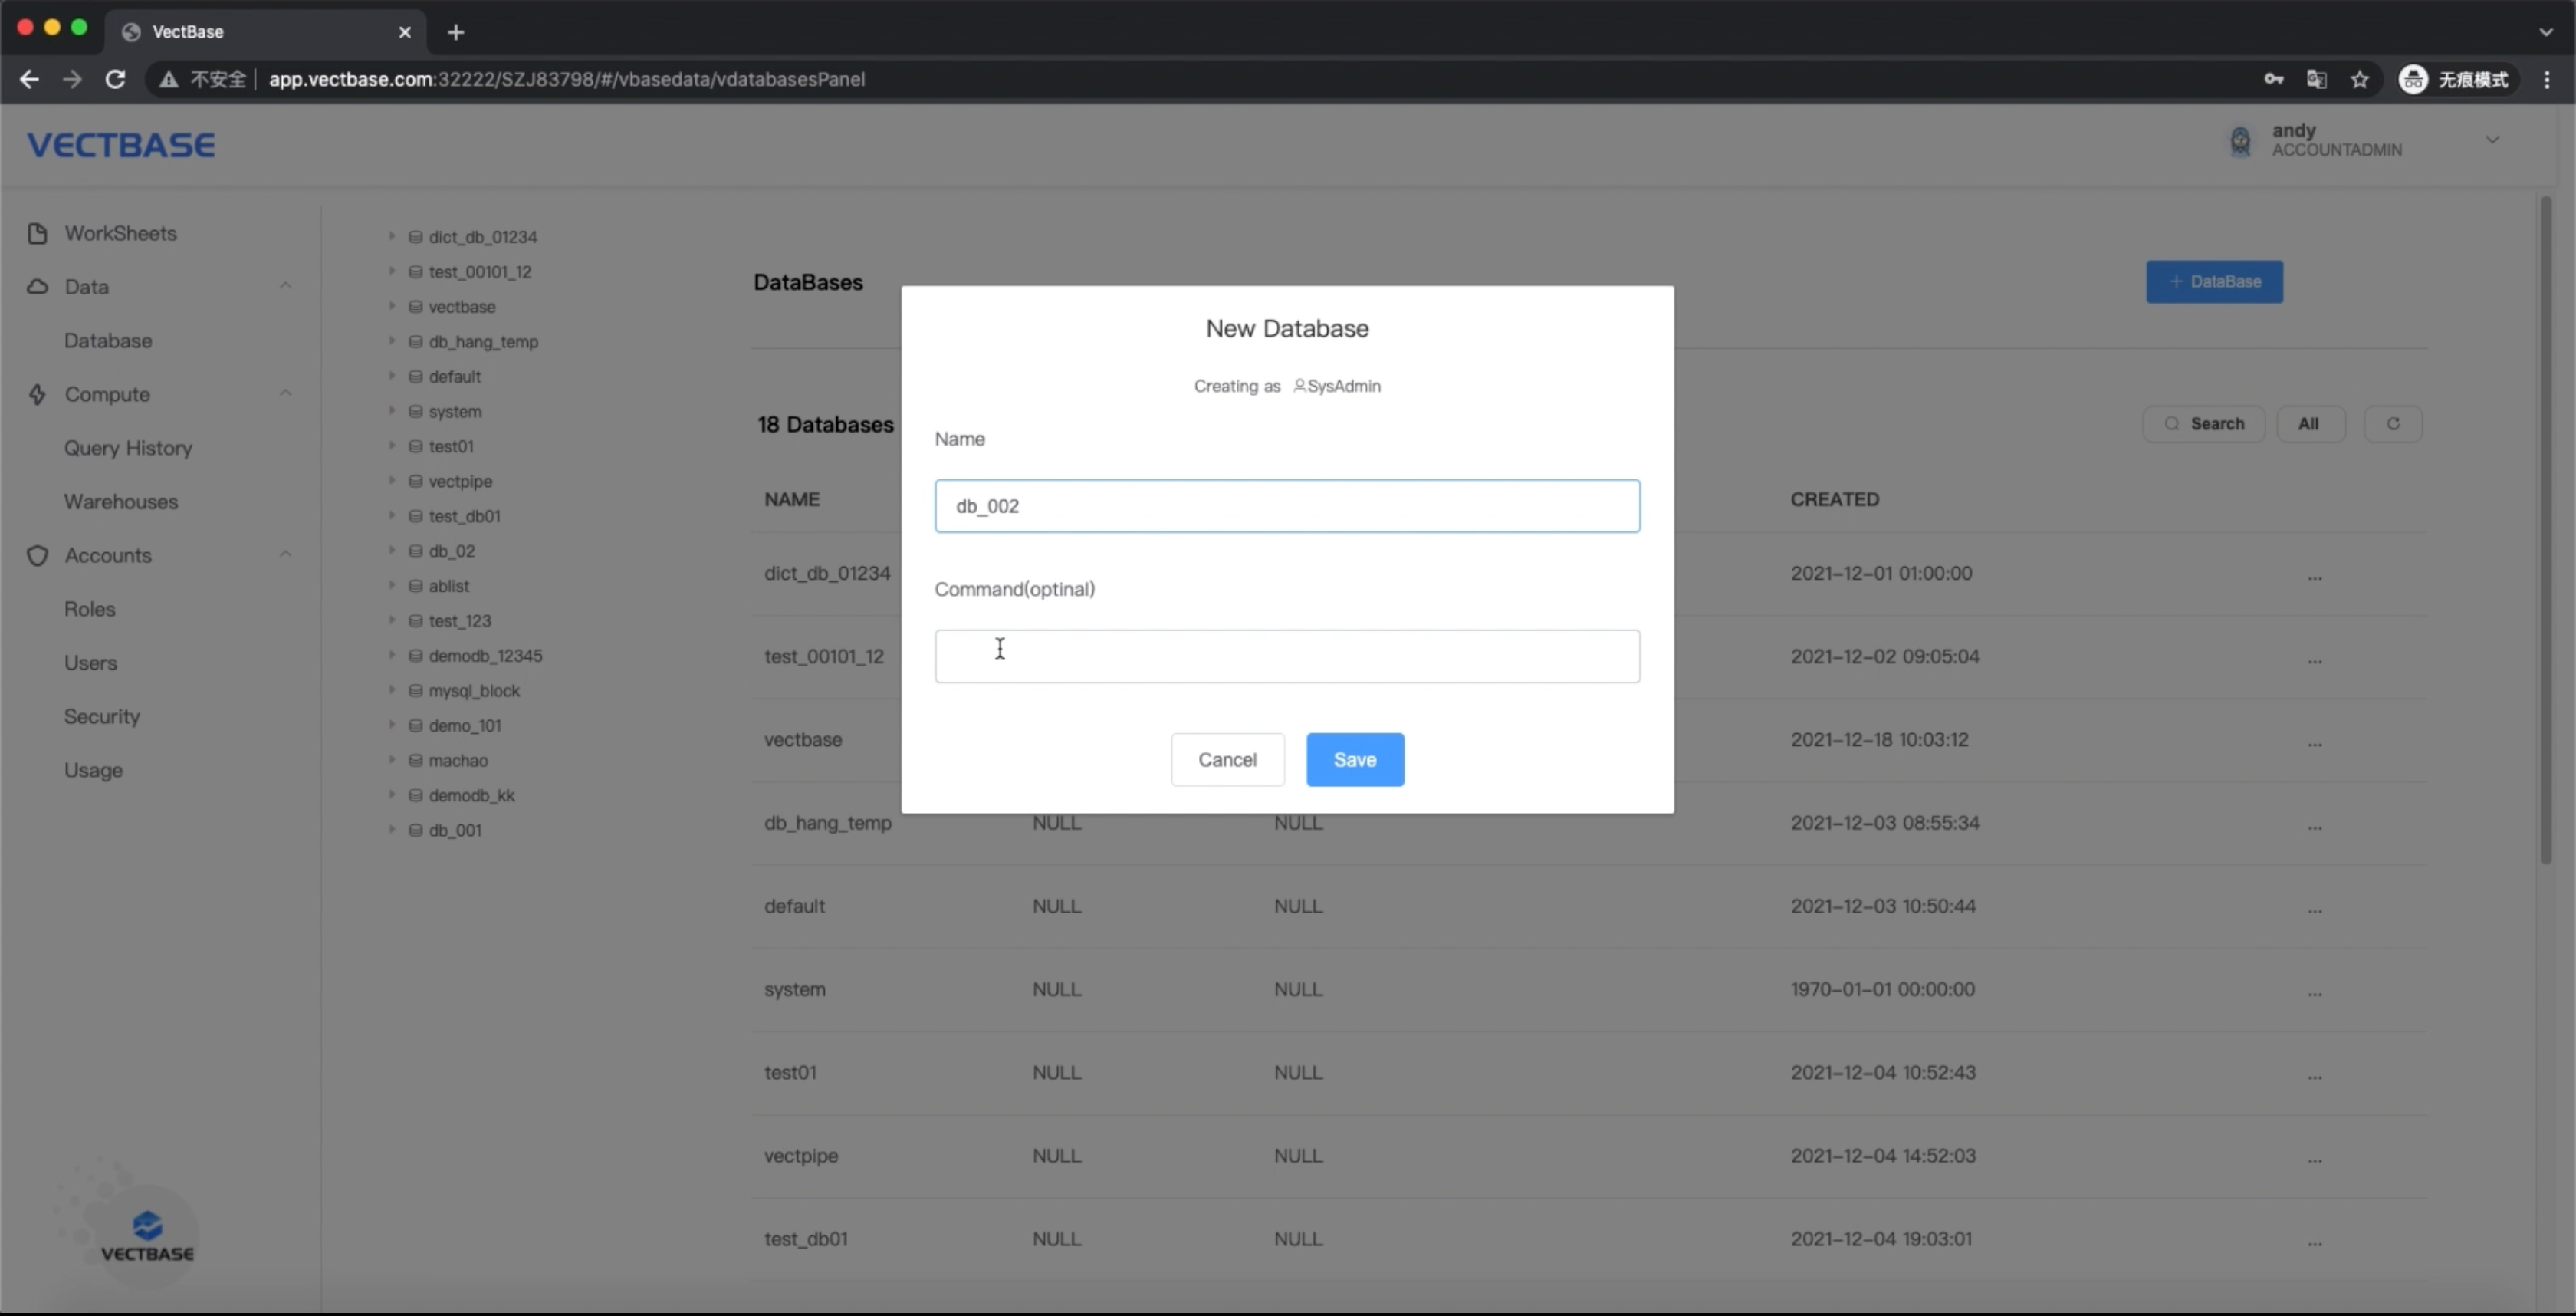 VectBase
不安全 app.vectbase.com:32222/SZJ83798/#/vbasedata/vdatabasesPanel
无痕模式
VECTBASE
andy
ACCOUNTADMIN
WorkSheets
Data
Database
Compute
Query History
Warehouses
Accounts
Roles
Users
Security
Usage
VECTBASE
dict_db_01234
test_00101_12
vectbase
db_hang_temp
default
system
test01
vectpipe
test_db01
db_02
ablist
test_123
demodb_12345
mysql_block
demo_101
machao
demodb_kk
db_001
DataBases
+ DataBase
18 Databases
Search All
NAME CREATED
dict_db_01234 2021-12-01 01:00:00 ...
test_00101_12 2021-12-02 09:05:04 ...
vectbase 2021-12-18 10:03:12 ...
db_hang_temp NULL NULL 2021-12-03 08:55:34 ...
default NULL NULL 2021-12-03 10:50:44 ...
system NULL NULL 1970-01-01 00:00:00 ...
test01 NULL NULL 2021-12-04 10:52:43 ...
vectpipe NULL NULL 2021-12-04 14:52:03 ...
test_db01 NULL NULL 2021-12-04 19:03:01 ...
New Database
Creating as SysAdmin
Name
db_002
Command(optinal)
Cancel Save